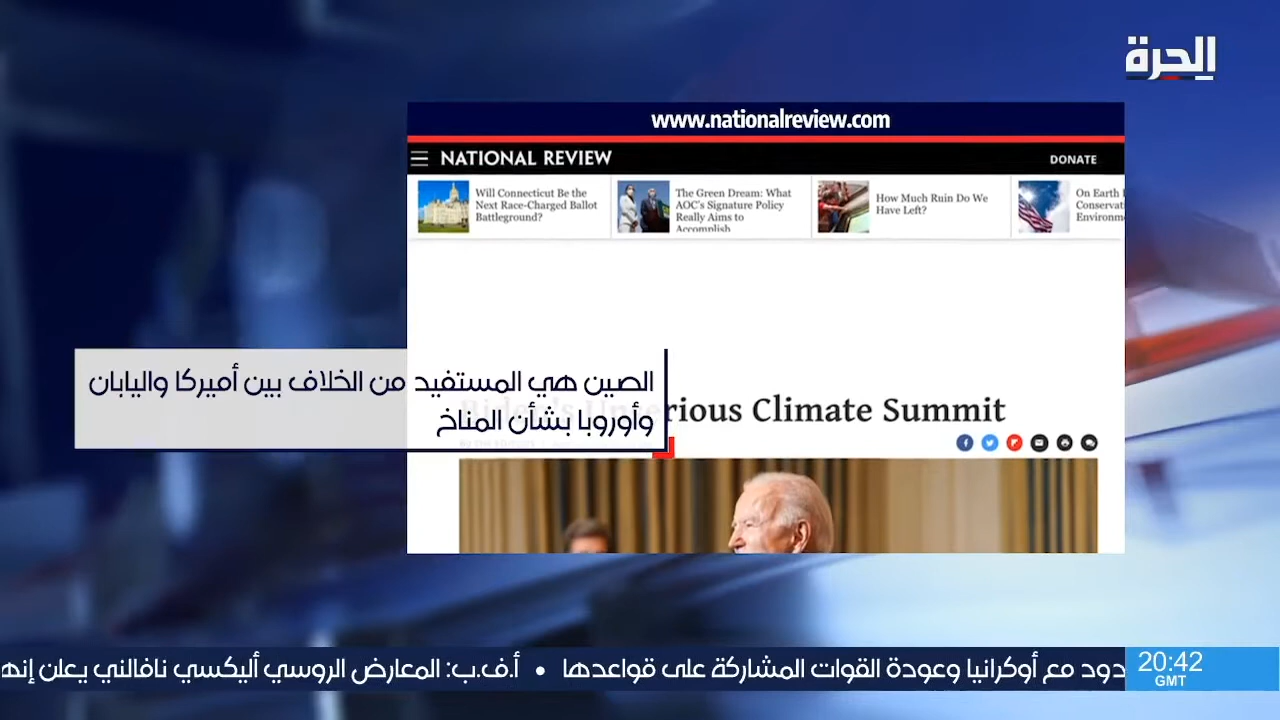 الحرة
www.nationalreview.com
NATIONAL REVIEW
DONATE
Will Connecticut Be the
Next Race-Charged Ballot
Battleground?
The Green Dream: What
AOC's Signature Policy
Really Aims to
Accomplish
How Much Ruin Do We
Have Left?
On Earth
Conservat
Environm
الصين هي المستفيد من الخلاف بين أميركا واليابان
وأوروبا بشأن المناخ
rious Climate Summit
دود مع أوكرانيا وعودة القوات المشاركة على قواعدها • أ.ف.ب: المعارض الروسي أليكسي نافالني يعلن إنه
20:42
GMT